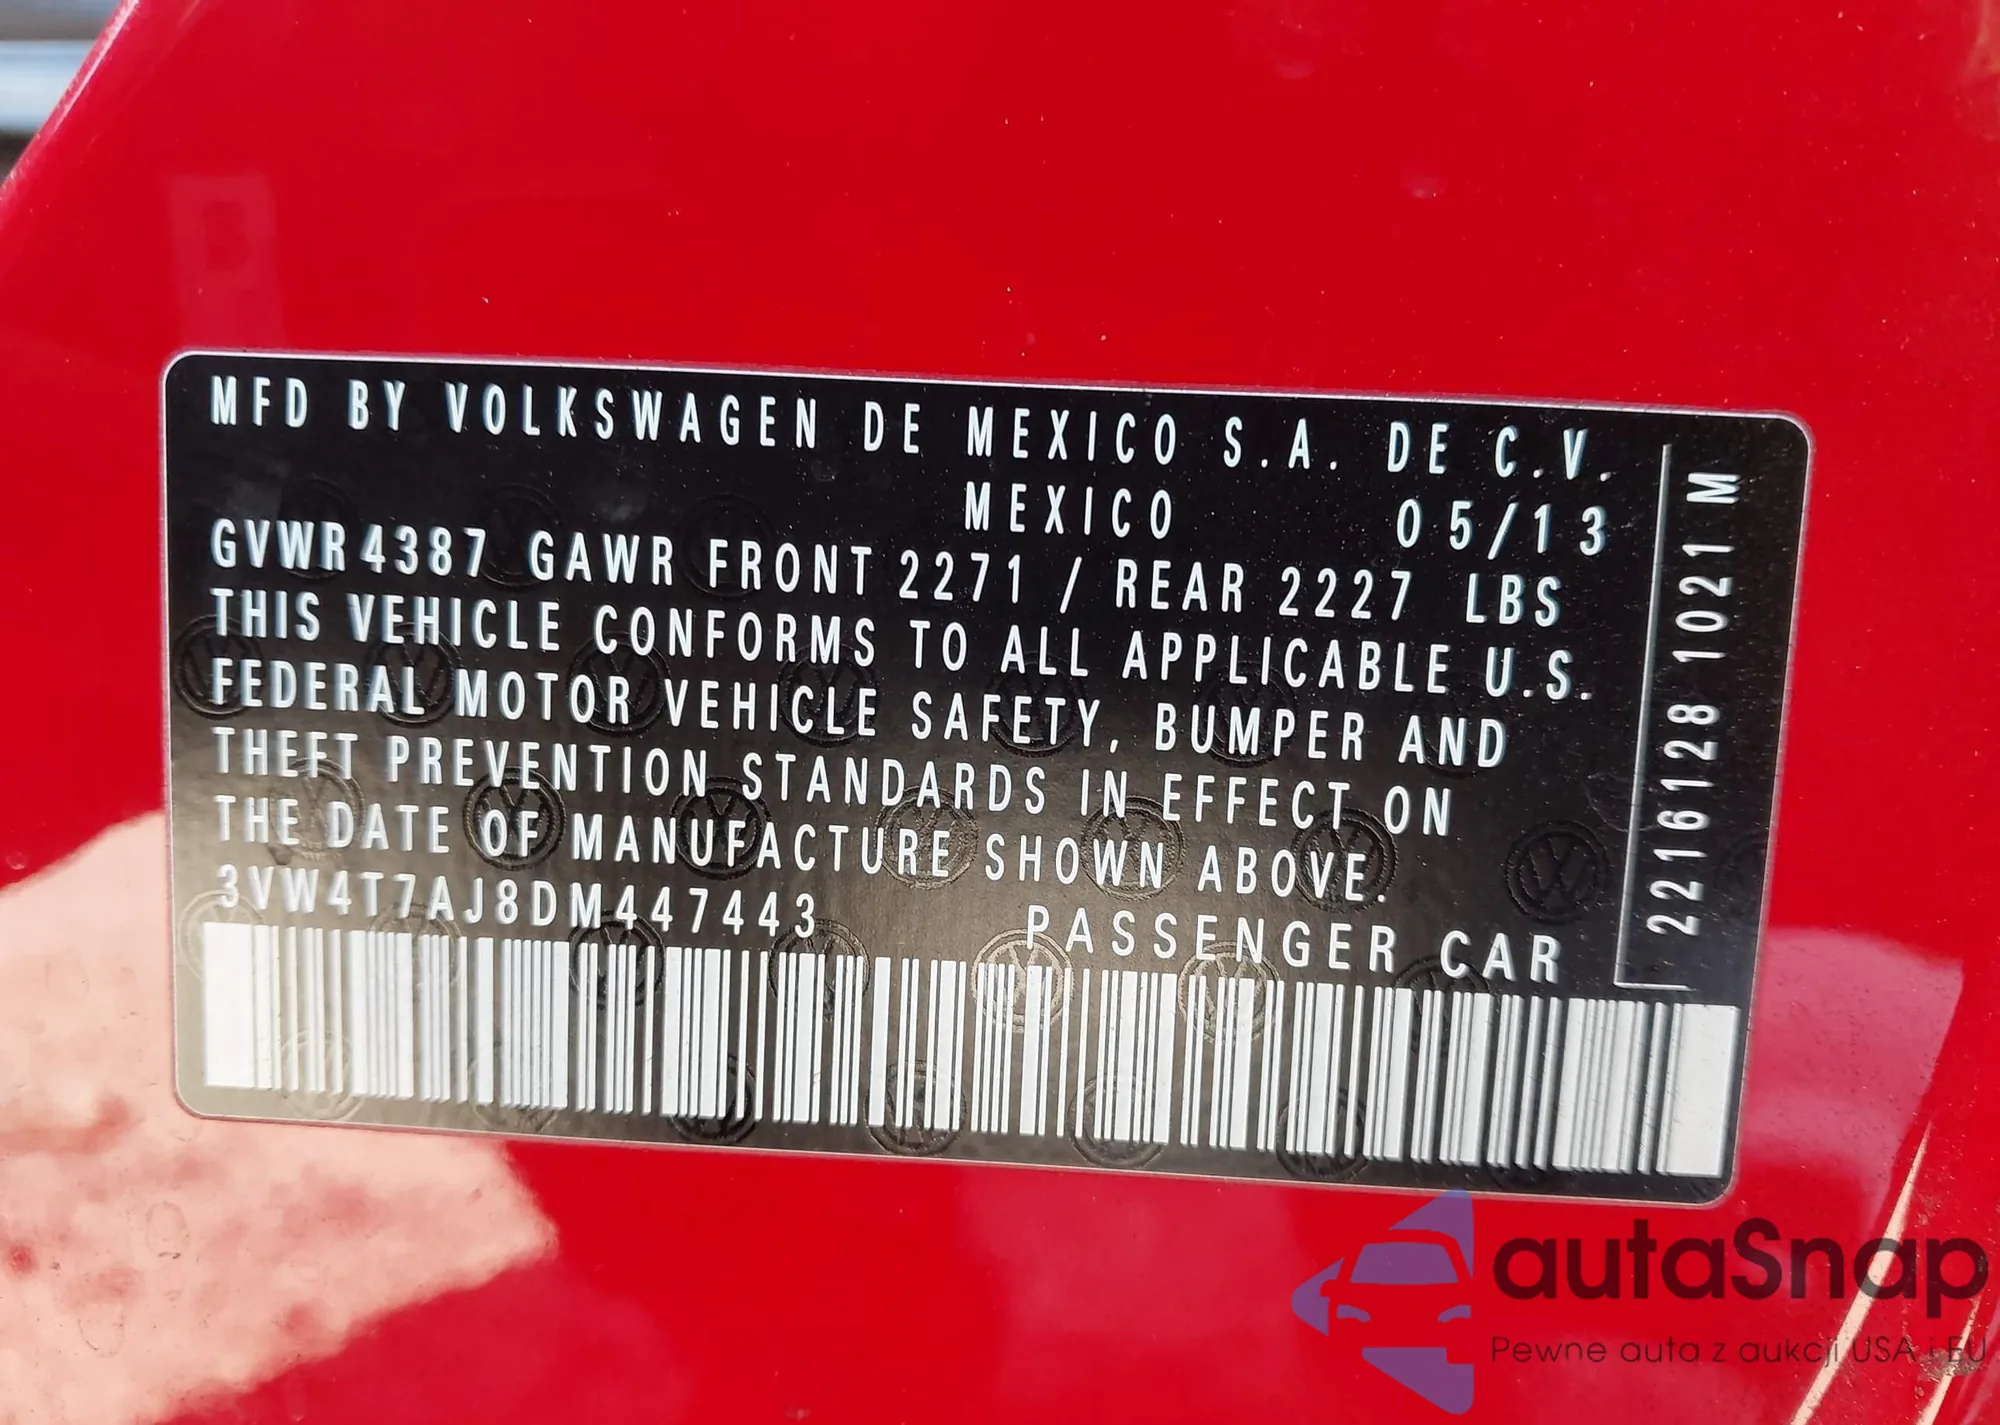 MFD BY VOLKSWAGEN DE MEXICO S.A. DE C.V.
MEXICO 05/13
GVWR 4387 GAWR FRONT 2271 / REAR 2227 LBS
THIS VEHICLE CONFORMS TO ALL APPLICABLE U.S.
FEDERAL MOTOR VEHICLE SAFETY, BUMPER AND
THEFT PREVENTION STANDARDS IN EFFECT ON
THE DATE OF MANUFACTURE SHOWN ABOVE.
3VW4T7AJ8DM447443 PASSENGER CAR
2216128 1021 M
autaSnap
Pewne auta z aukcji USA i EU